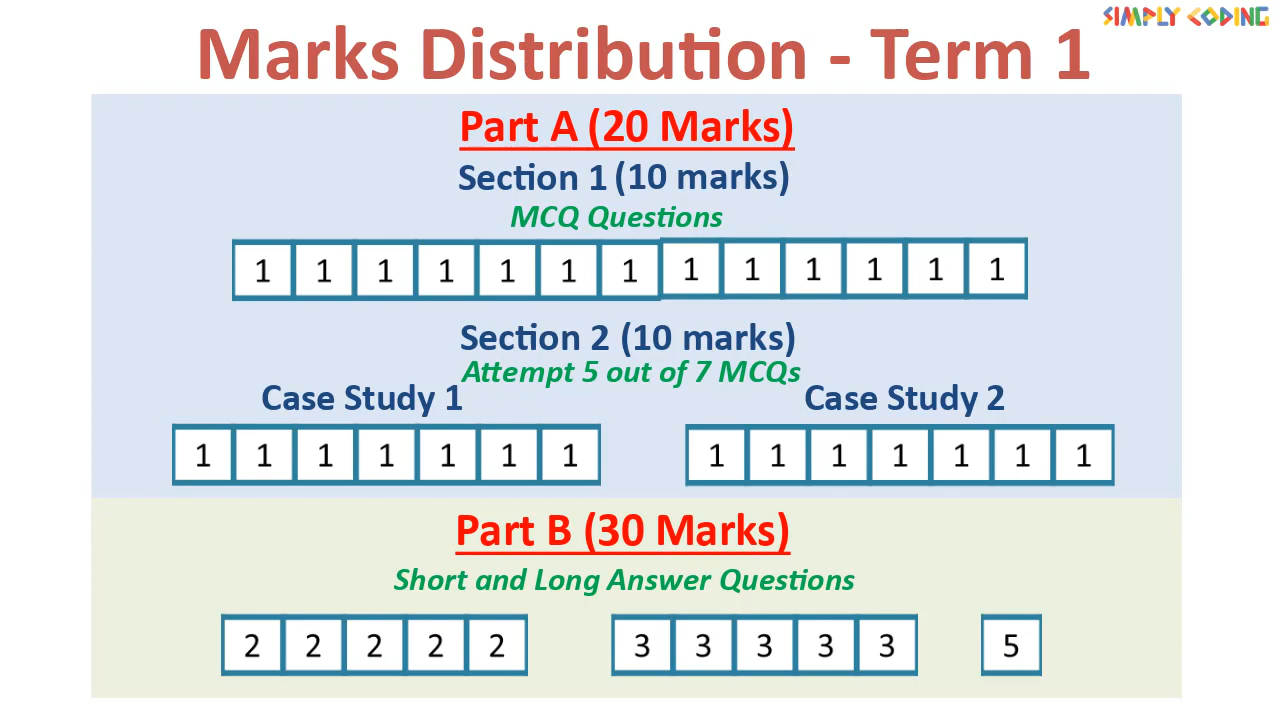 SIMPLY CODING
Marks Distribution - Term 1
Part A (20 Marks)
Section 1 (10 marks)
MCQ Questions
1 1 1 1 1 1 1 1 1 1 1 1 1
Section 2 (10 marks)
Attempt 5 out of 7 MCQs
Case Study 1 Case Study 2
1 1 1 1 1 1 1 1 1 1 1 1 1 1
Part B (30 Marks)
Short and Long Answer Questions
2 2 2 2 2 3 3 3 3 3 5